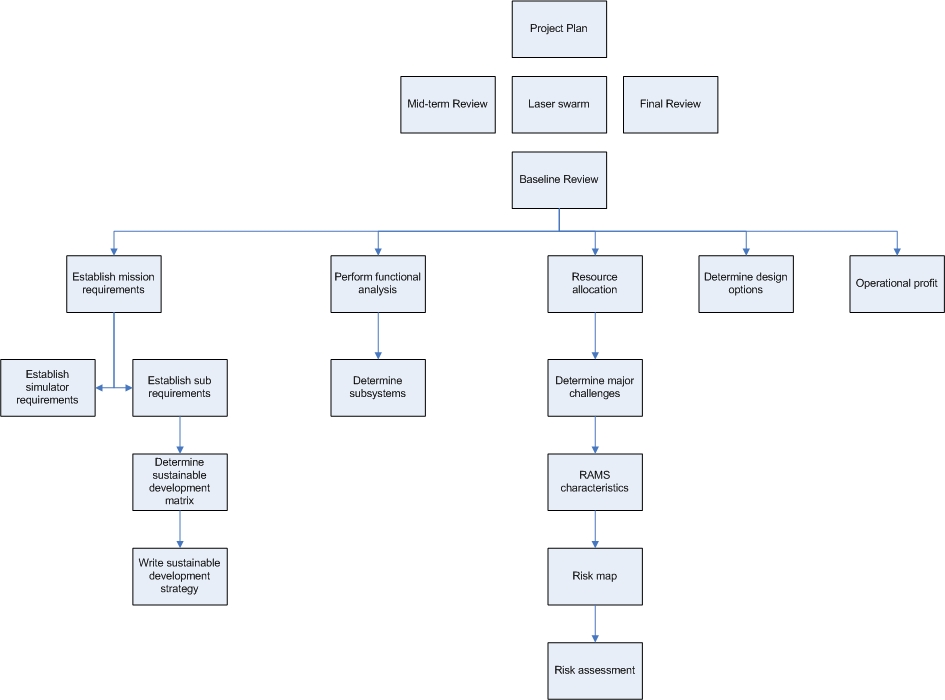 Project Plan
Mid-term Review
Laser swarm
Final Review
Baseline Review
Establish mission
requirements
Perform functional
analysis
Resource
allocation
Determine design
options
Operational profit
Establish
simulator
requirements
Establish sub
requirements
Determine
subsystems
Determine major
challenges
Determine
sustainable
development
matrix
RAMS
characteristics
Write sustainable
development
strategy
Risk map
Risk assessment